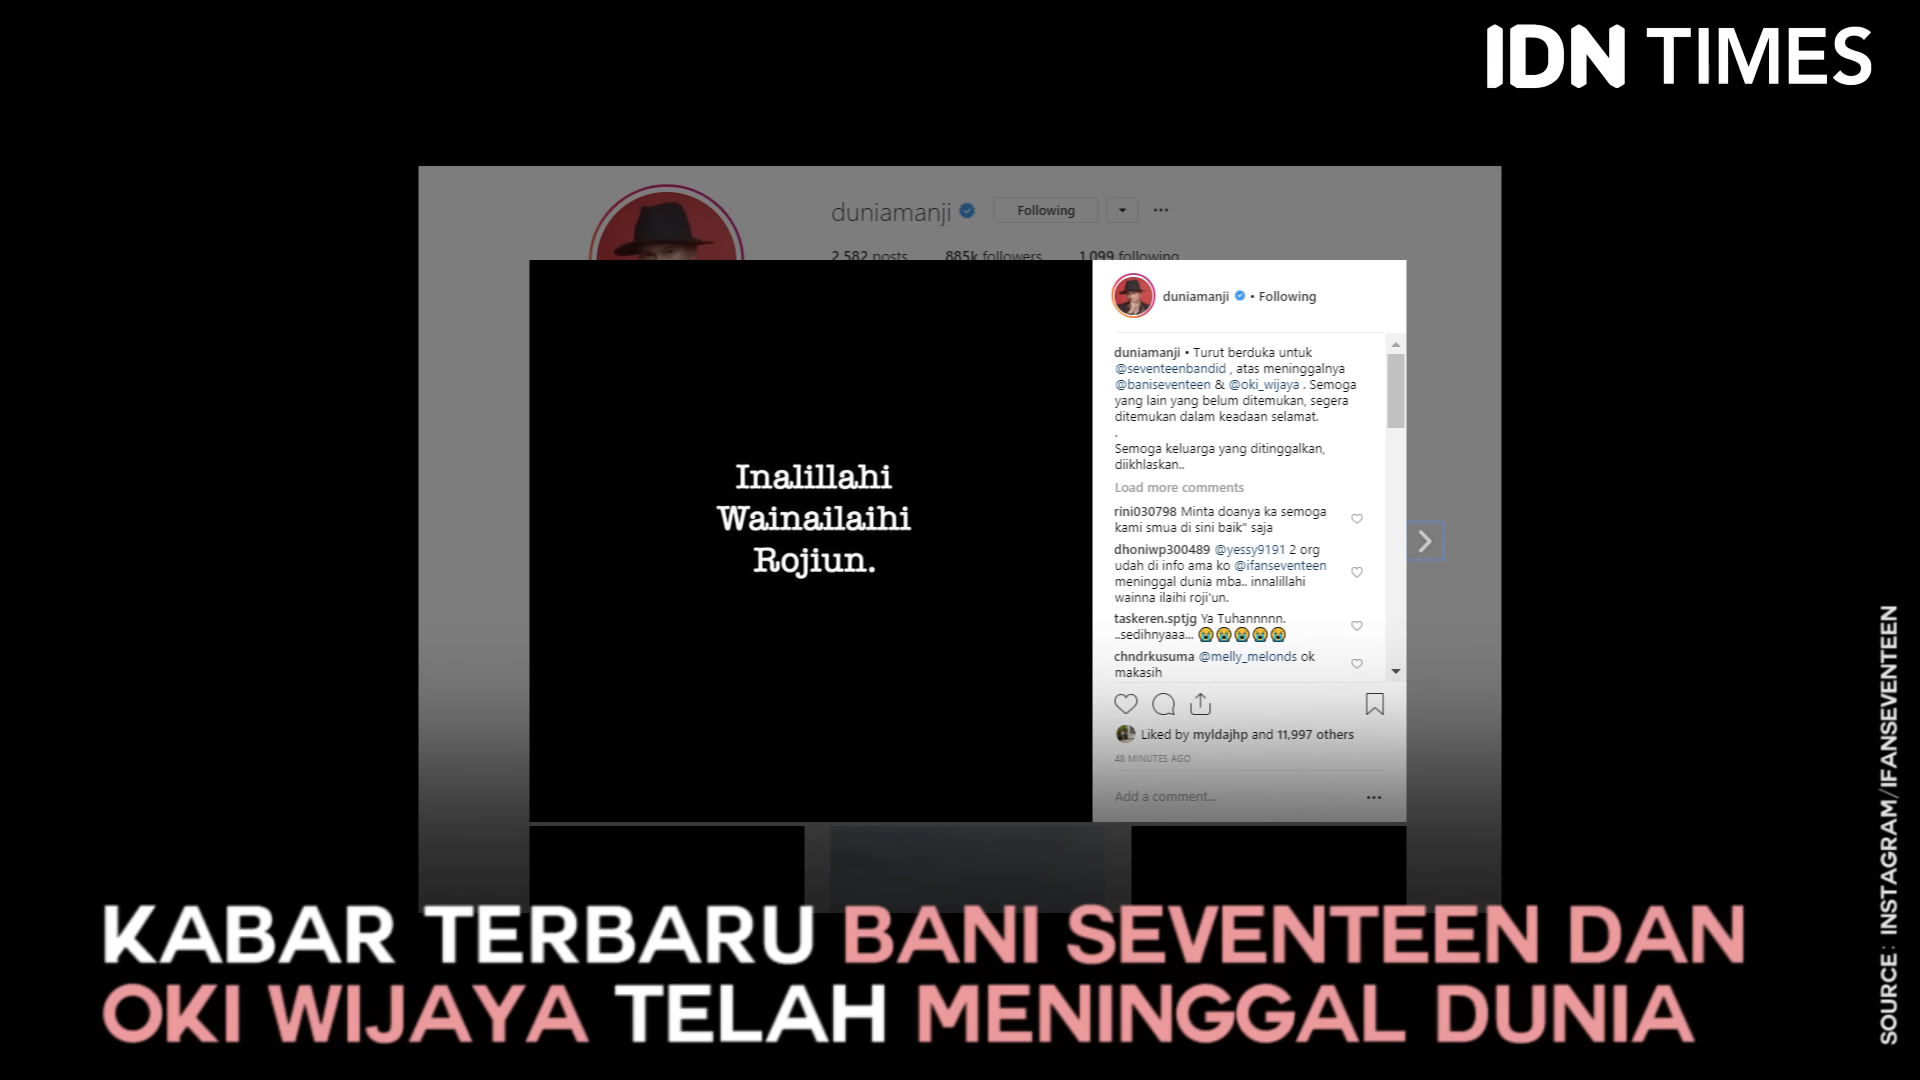 IDN TIMES
duniamanji Following
2,582 posts 885k followers 1,099 following
duniamanji • Following
Inalillahi
Wainailaihi
Rojiun.
duniamanji • Turut berduka untuk
@seventeenbandid , atas meninggalnya
@baniseventeen & @oki_wijaya . Semoga
yang lain yang belum ditemukan, segera
ditemukan dalam keadaan selamat.
.
Semoga keluarga yang ditinggalkan,
diikhlaskan..
Load more comments
rini030798 Minta doanya ka semoga
kami smua di sini baik" saja
dhoniwp300489 @yessy9191 2 org
udah di info ama ko @ifanseventeen
meninggal dunia mba.. innalillahi
wainna ilaihi roji'un.
taskeren.sptjg Ya Tuhannnnn.
..sedihnyaaa... 😭😭😭😭😭
chndrkusuma @melly_melonds ok
makasih
Liked by myldajhp and 11,997 others
48 MINUTES AGO
Add a comment...
KABAR TERBARU BANI SEVENTEEN DAN
OKI WIJAYA TELAH MENINGGAL DUNIA
SOURCE: INSTAGRAM/IFANSEVENTEEN